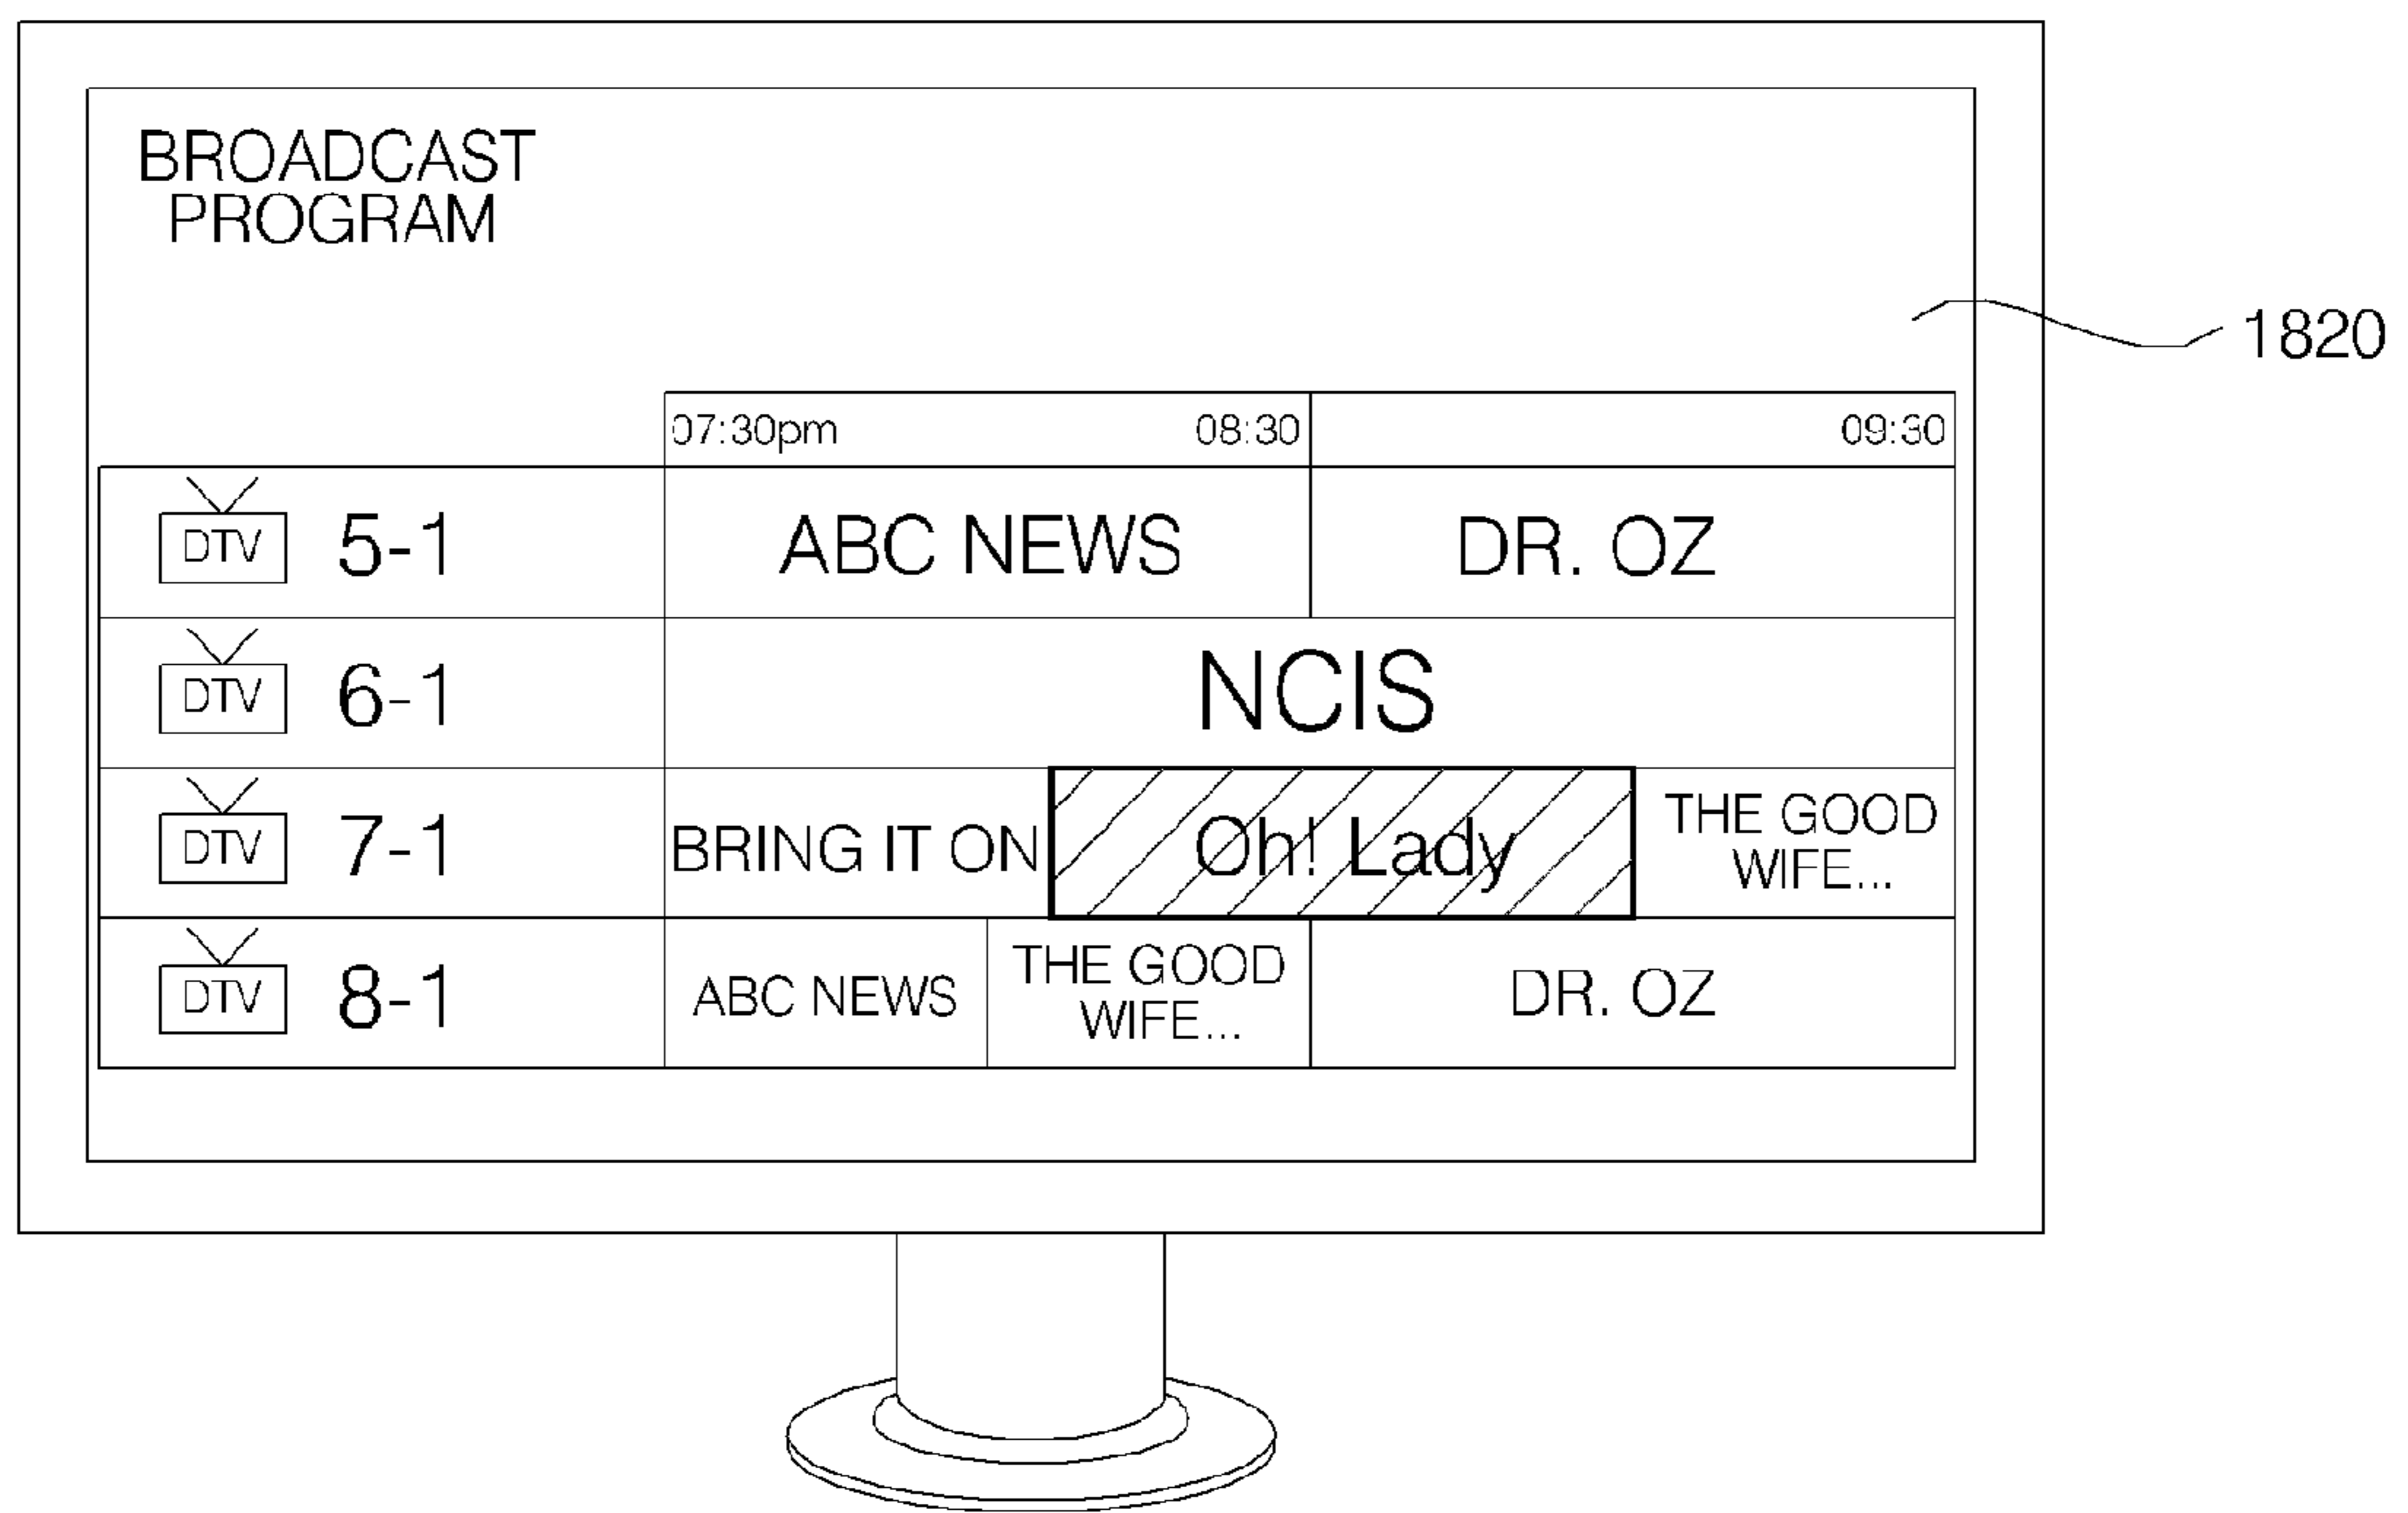 BROADCAST
PROGRAM
1820
07:30pm 08:30 09:30
DTV 5-1 ABC NEWS DR. OZ
DTV 6-1 NCIS
DTV 7-1 BRING IT ON Oh! Lady THE GOOD
WIFE...
DTV 8-1 ABC NEWS THE GOOD
WIFE...
DR. OZ